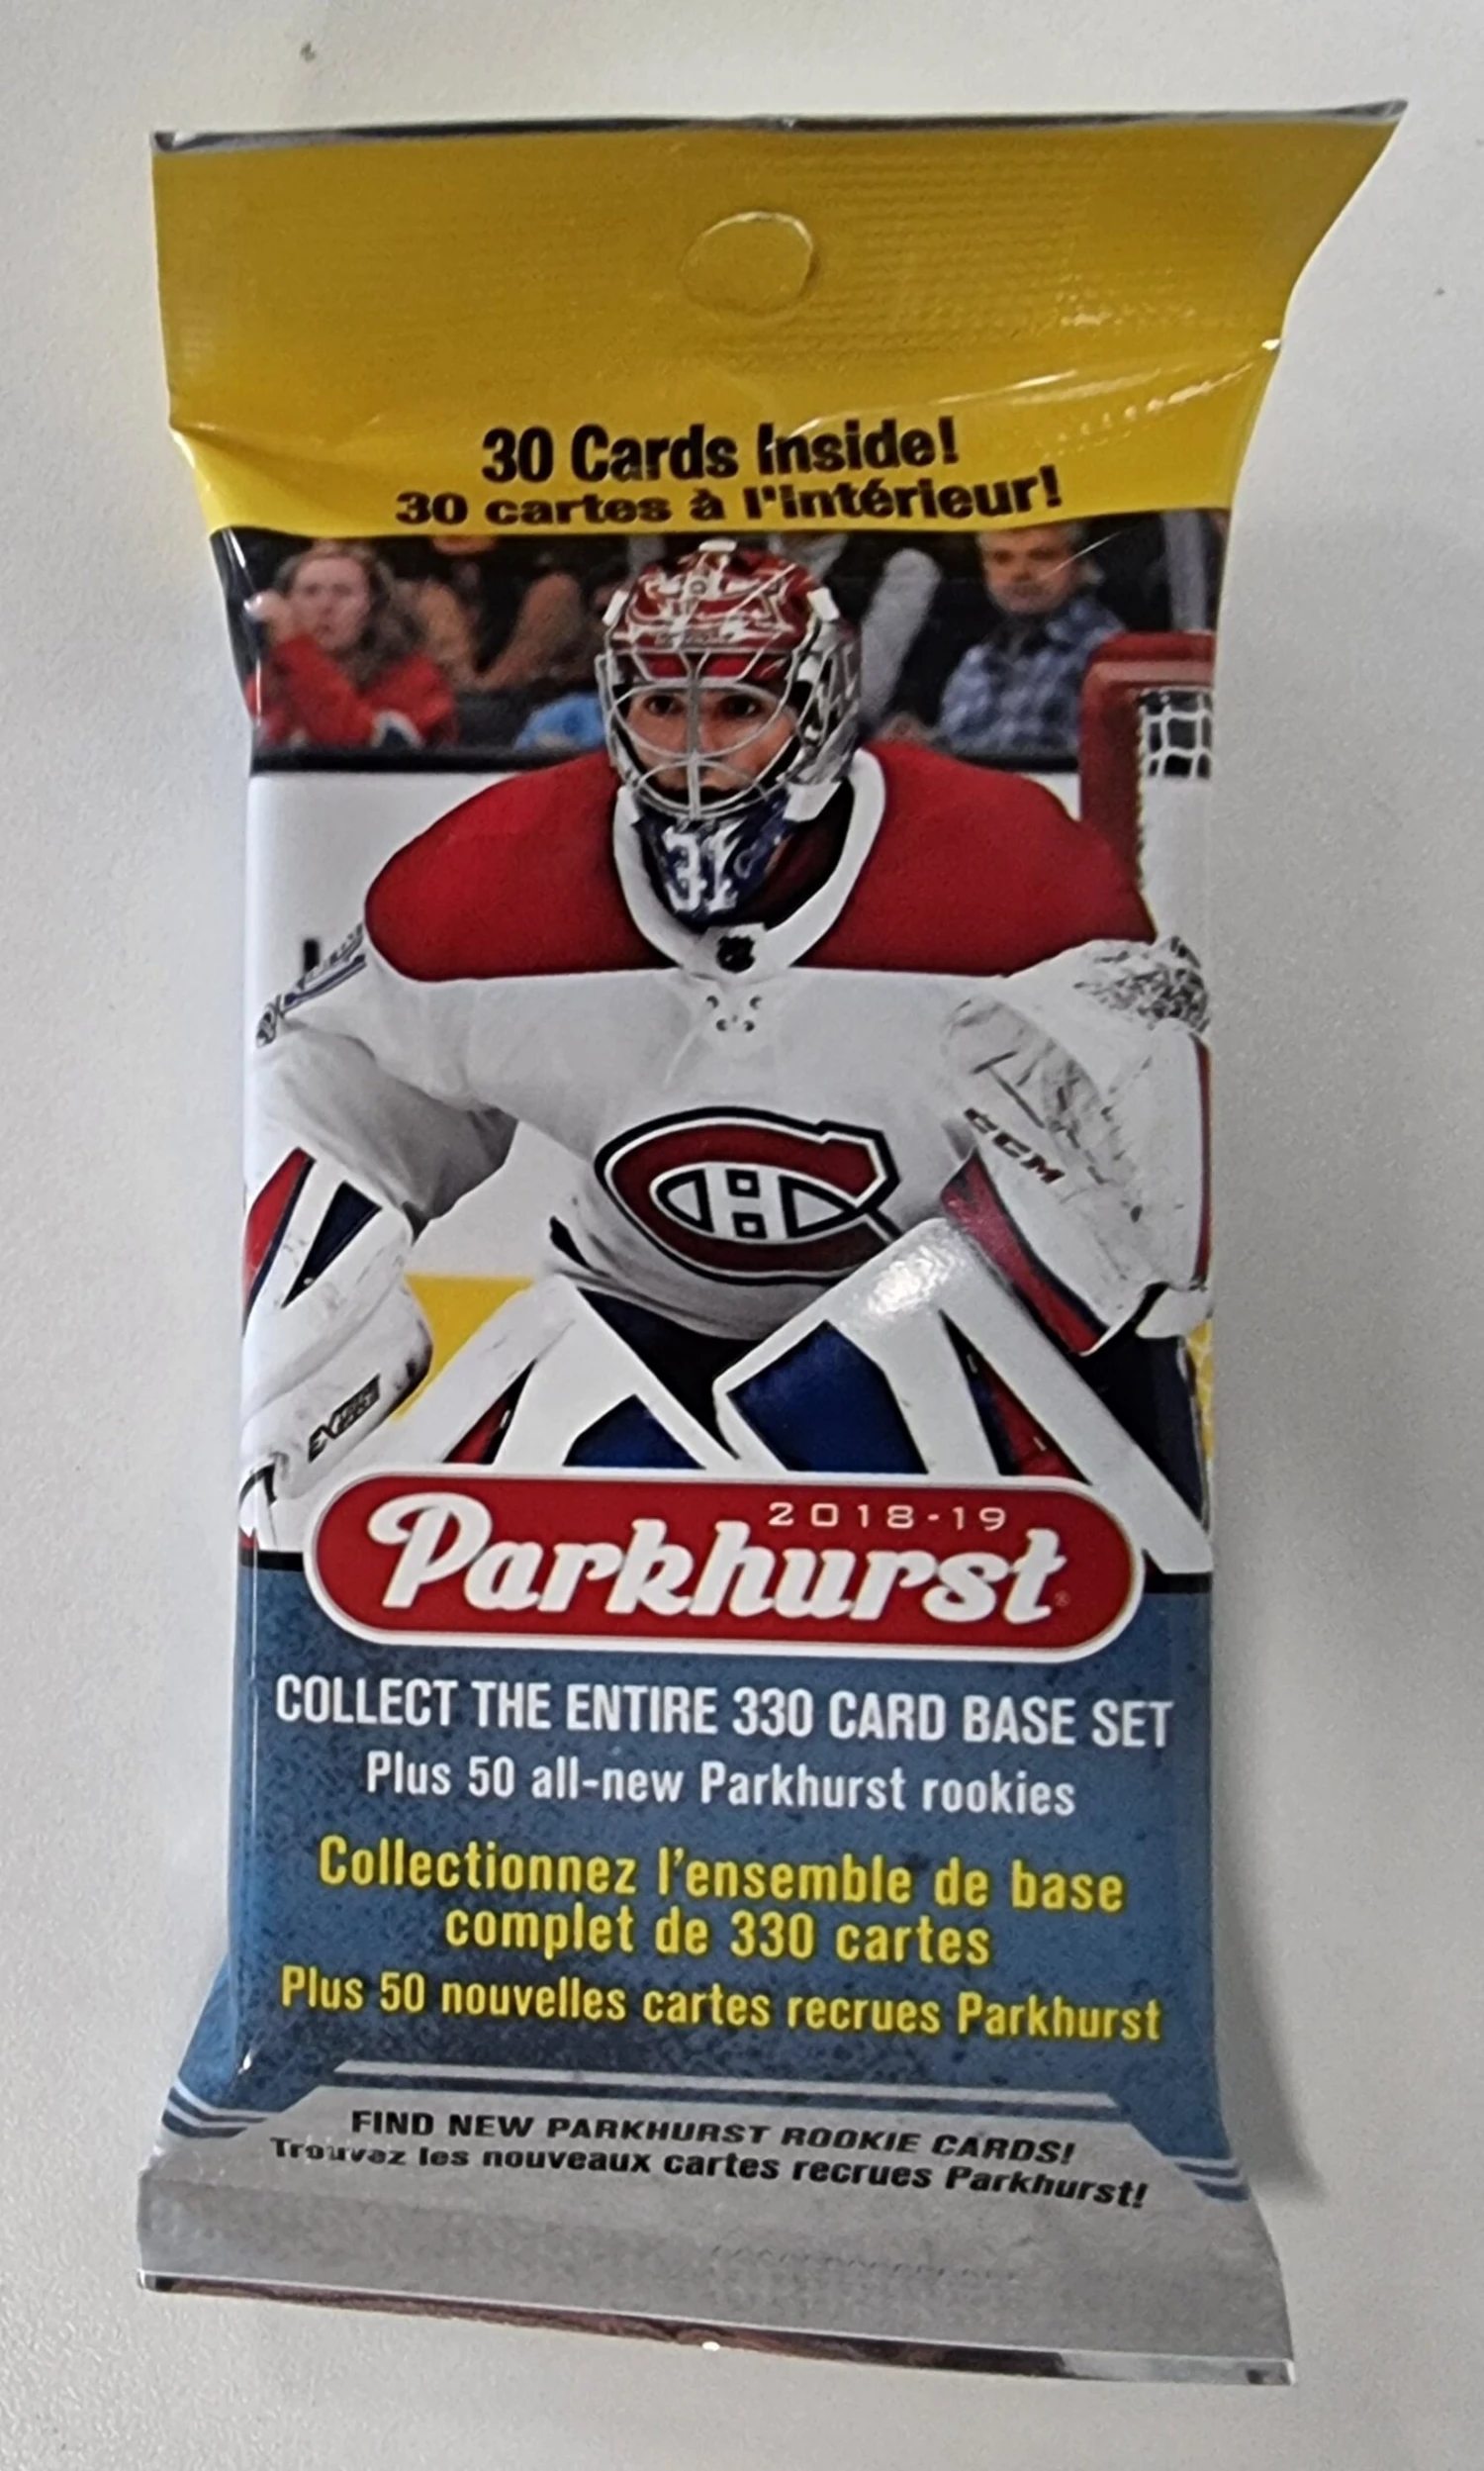 30 Cards Inside!
30 cartes à l'intérieur!
31
CCM
2018-19
Parkhurst
COLLECT THE ENTIRE 330 CARD BASE SET
Plus 50 all-new Parkhurst rookies
Collectionnez l'ensemble de base
complet de 330 cartes
Plus 50 nouvelles cartes recrues Parkhurst
FIND NEW PARKHURST ROOKIE CARDS!
Trouvez les nouveaux cartes recrues Parkhurst!